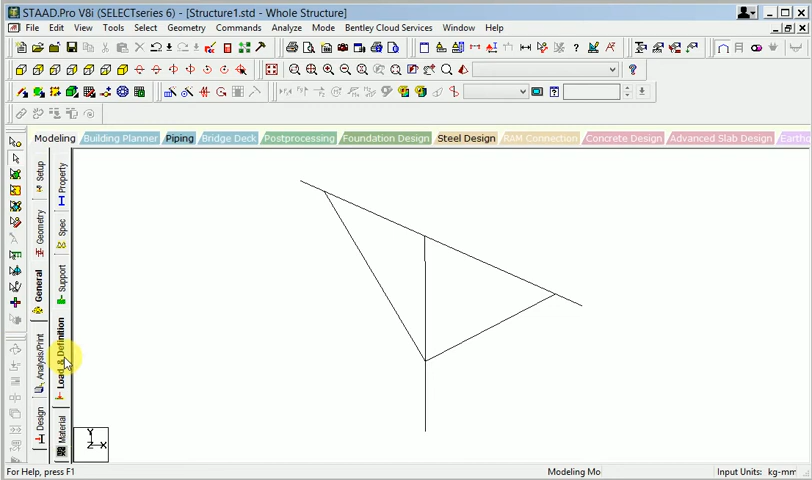 STAAD.Pro V8i (SELECTseries 6) - [Structure1.std - Whole Structure]
File Edit View Tools Select Geometry Commands Analyze Mode Bentley Cloud Services Window Help
Modeling Building Planner Piping Bridge Deck Postprocessing Foundation Design Steel Design RAM Connection Concrete Design Advanced Slab Design Earthq
Setup
Geometry
General
Analysis/Print
Design
Property
Spec
Support
Load & Definition
Material
Y
Z X
For Help, press F1 Modeling Mo Input Units: kg-mm